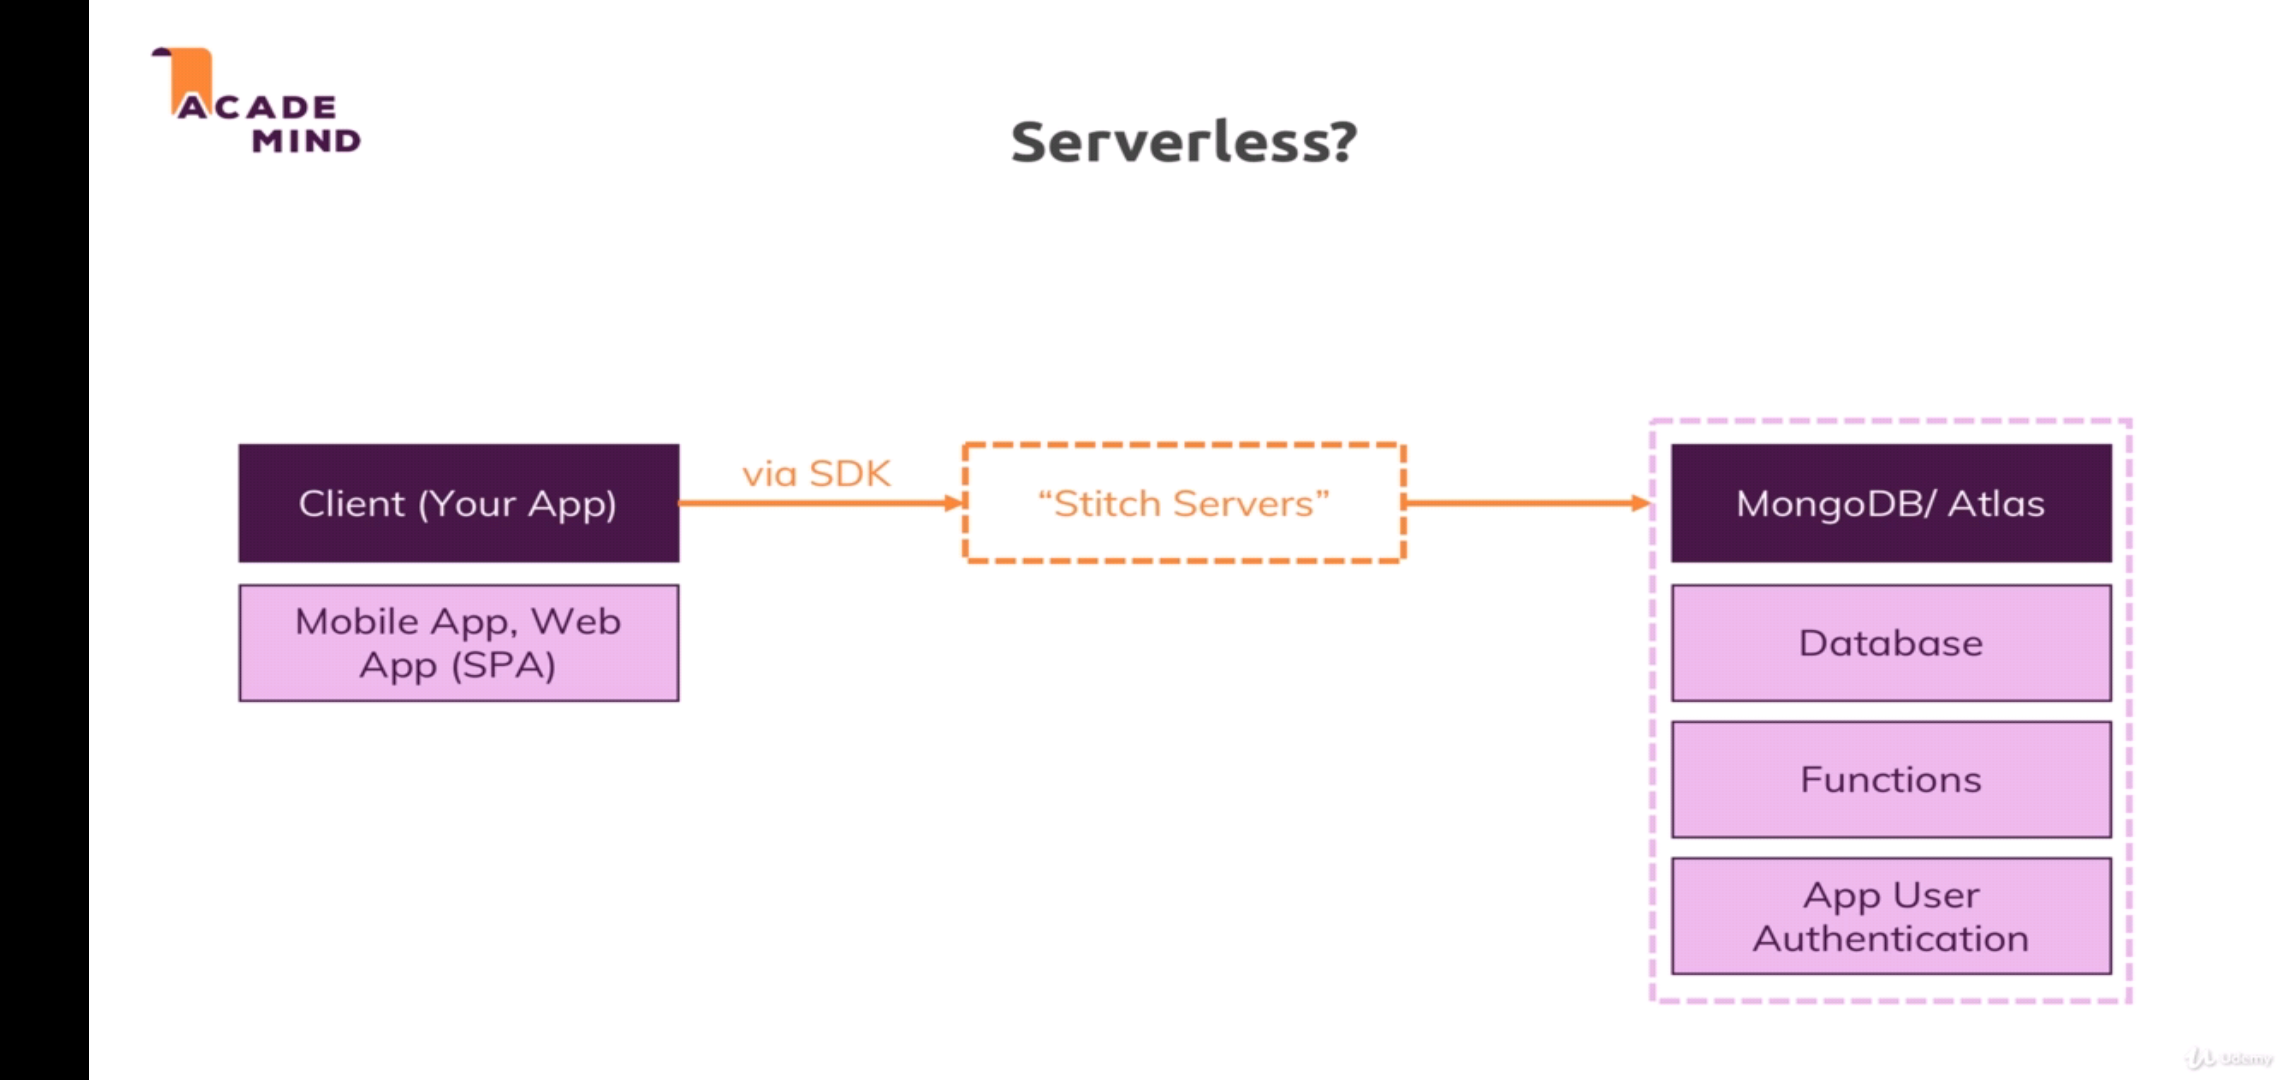 ACADE
MIND
Serverless?
Client (Your App)
via SDK
“Stitch Servers”
MongoDB/ Atlas
Mobile App, Web
App (SPA)
Database
Functions
App User
Authentication
Udemy